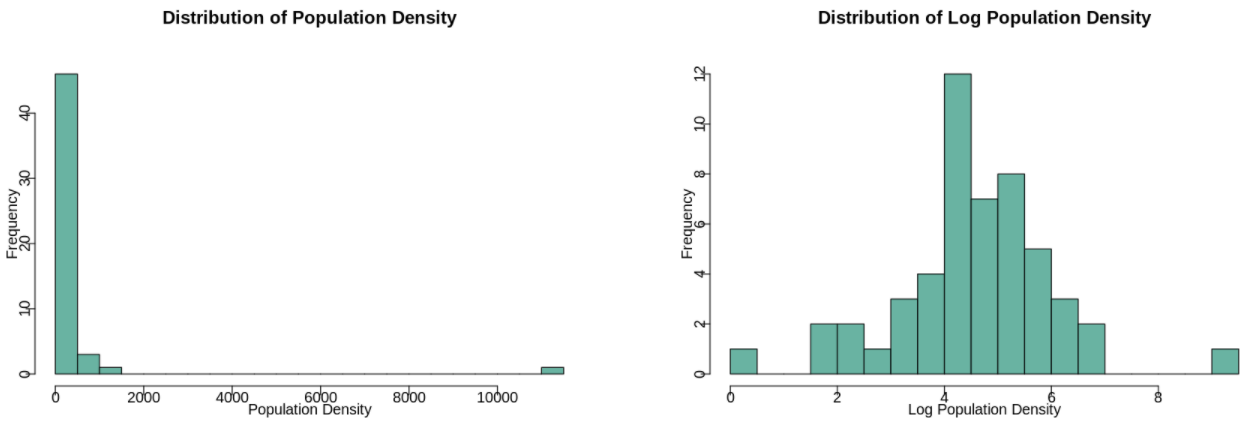 Distribution of Population Density
Frequency
40
30
20
10
0
0 2000 4000 6000 8000 10000
Population Density
Distribution of Log Population Density
Frequency
12
10
8
6
4
2
0
0 2 4 6 8
Log Population Density